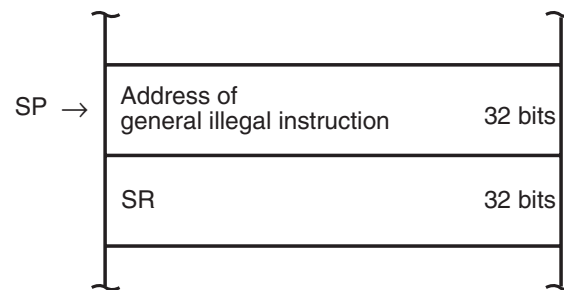 SP →
Address of
general illegal instruction 32 bits
SR 32 bits